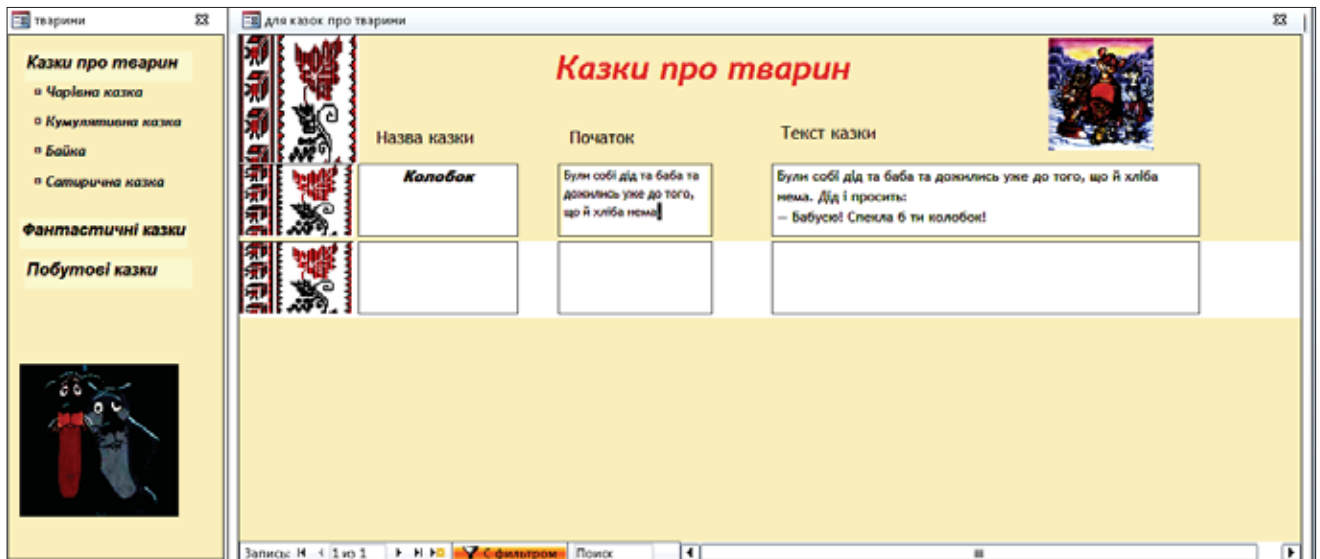 тварини
Казки про тварин
Чарівна казка
Кумулятивна казка
Байка
Сатирична казка
Фантастичні казки
Побутові казки
для казок про тварини
Казки про тварин
Назва казки
Початок
Текст казки
Колобок
Були собі дід та баба та
дожились уже до того,
що й хліба нема
Були собі дід та баба та дожились уже до того, що й хліба
нема. Дід і просить:
— Бабусю! Спекла б ти колобок!
Запись: 1 из 1 С фильтром Поиск